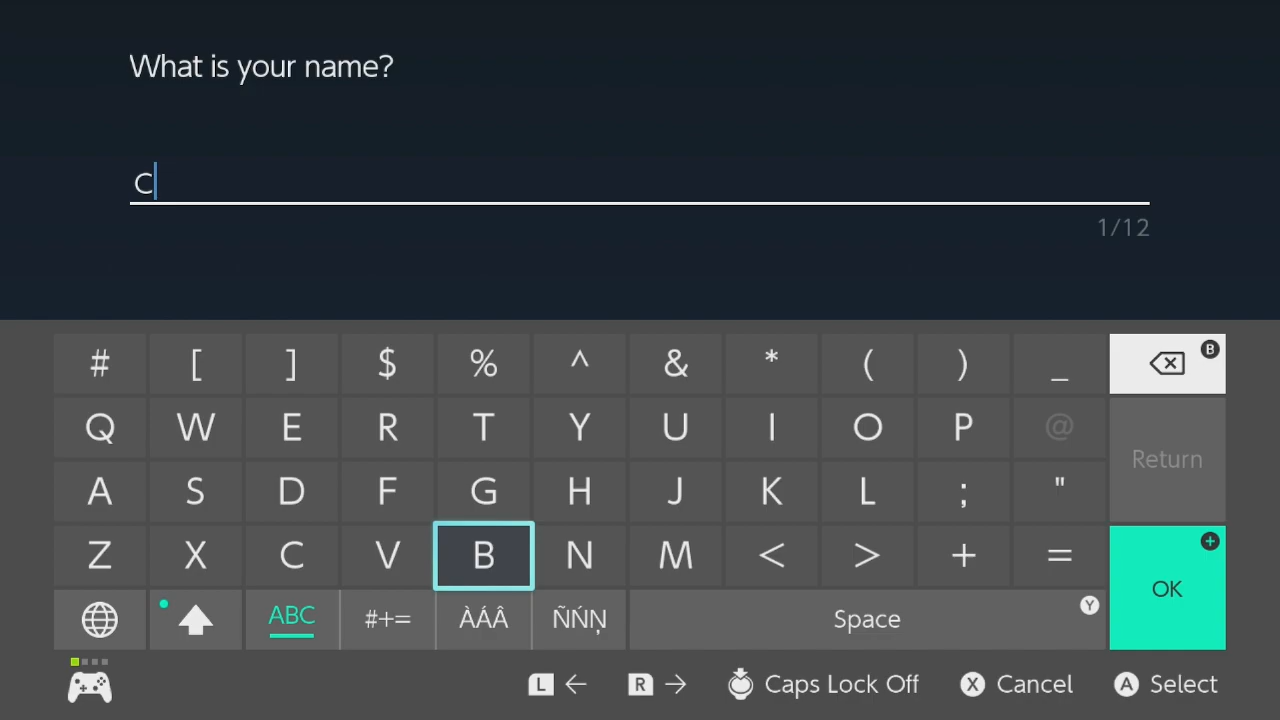 What is your name?
C
1/12
# [ ] $ % ^ & * ( ) _ B
Q W E R T Y U I O P @ Return
A S D F G H J K L ; "
Z X C V B N M < > + = OK +
ABC #+= ÀÁÂ ÑŃŅ Space Y
L ← R → Caps Lock Off X Cancel A Select